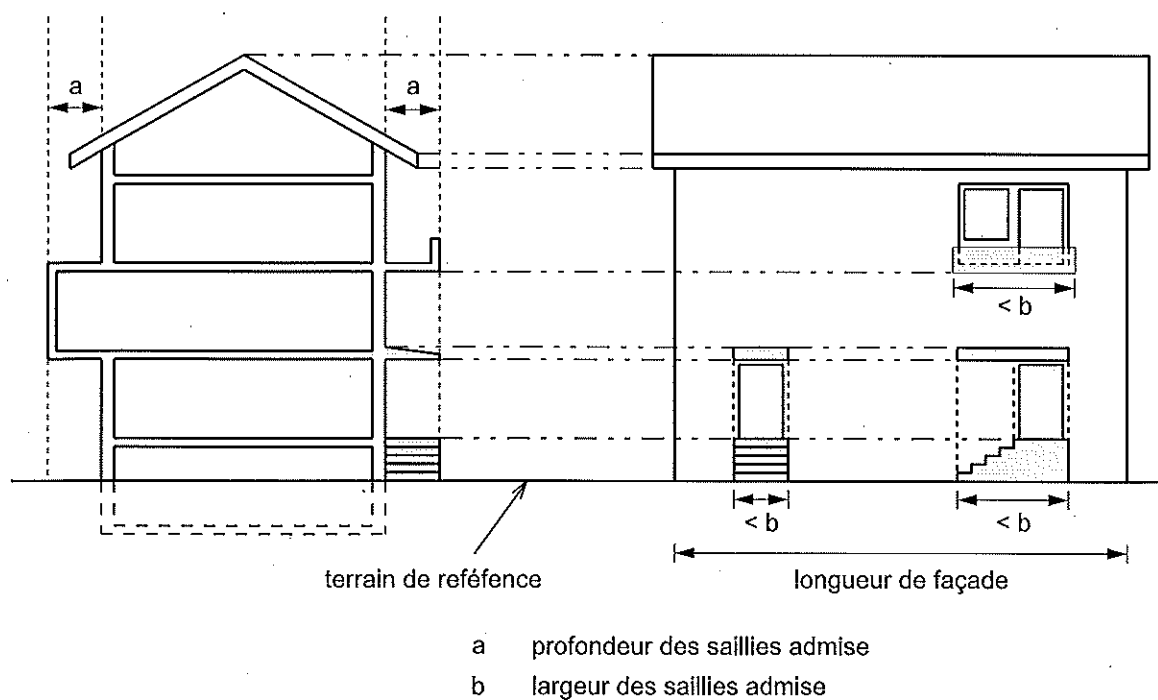 a
a
< b
< b
< b
terrain de reféfence
longueur de façade
a profondeur des saillies admise
b largeur des saillies admise